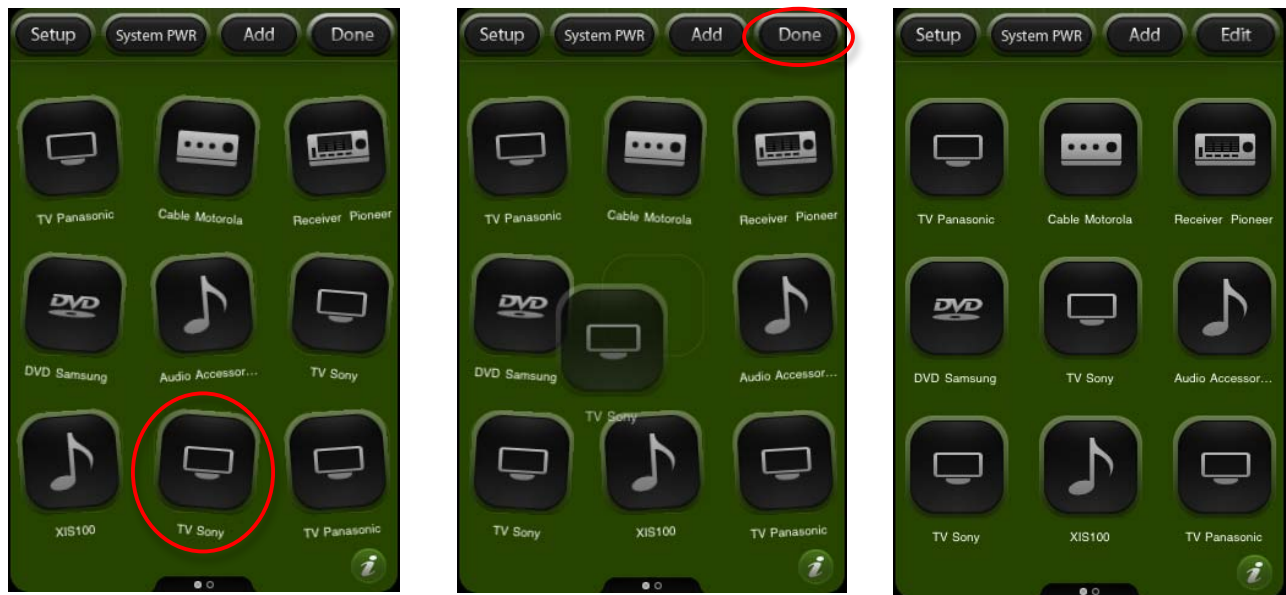 Setup System PWR Add Done
TV Panasonic Cable Motorola Receiver Pioneer
DVD
DVD Samsung Audio Accessor... TV Sony
XIS100 TV Sony TV Panasonic
i
Setup System PWR Add Done
TV Panasonic Cable Motorola Receiver Pioneer
DVD
DVD Samsung Audio Accessor...
TV Sony
TV Sony XIS100 TV Panasonic
i
Setup System PWR Add Edit
TV Panasonic Cable Motorola Receiver Pioneer
DVD
DVD Samsung TV Sony Audio Accessor...
TV Sony XIS100 TV Panasonic
i